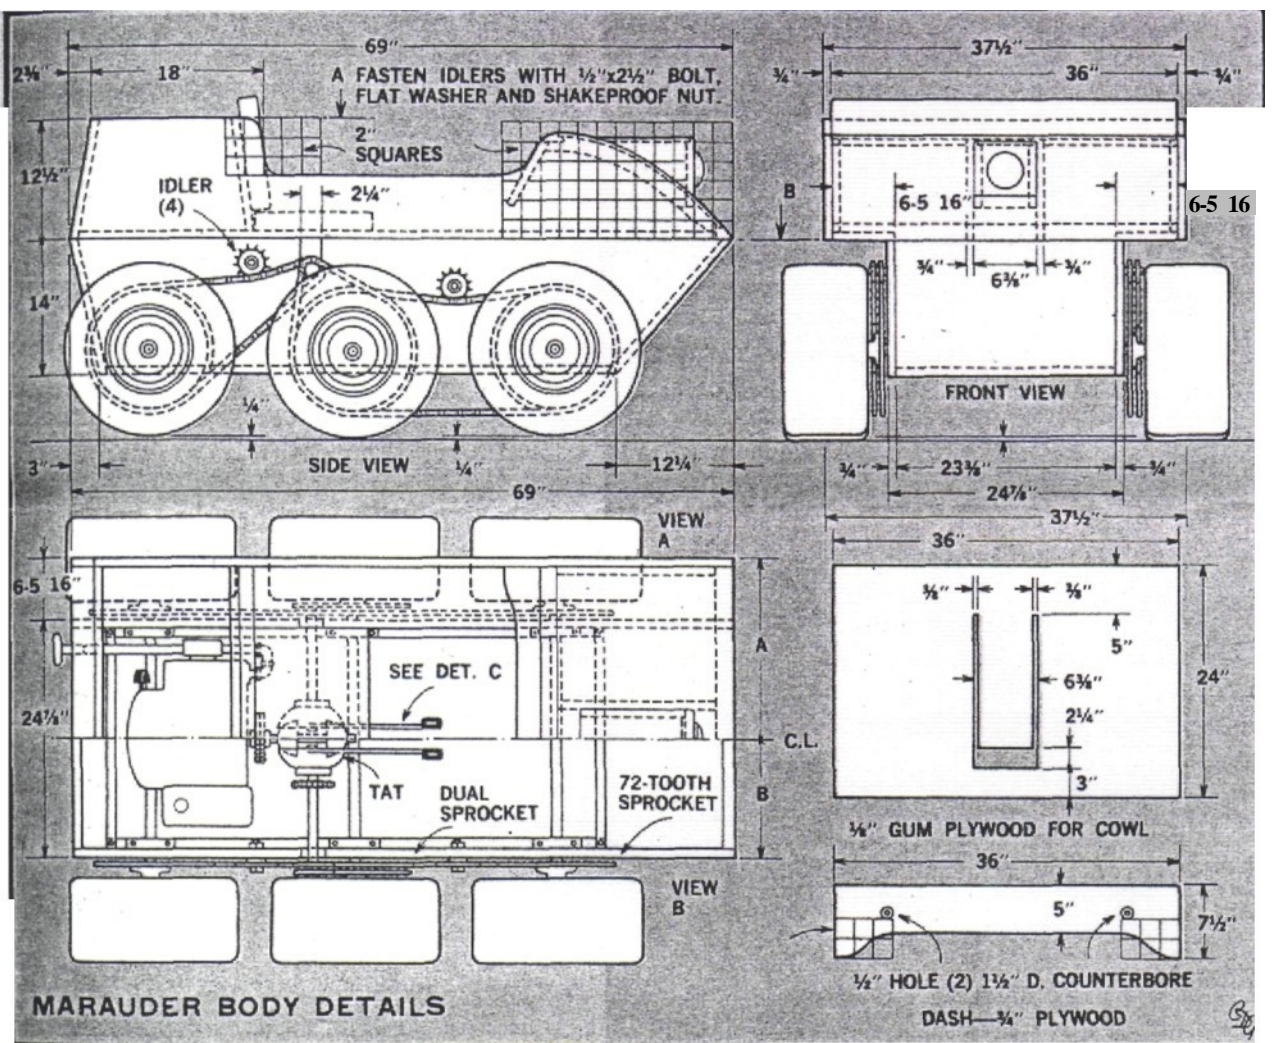 69"
2⅜"
18"
A FASTEN IDLERS WITH ½"x2½" BOLT,
FLAT WASHER AND SHAKEPROOF NUT.
2"
SQUARES
12½"
IDLER
(4)
2¼"
14"
¼"
3"
SIDE VIEW
¼"
12¼"
37½"
¾"
36"
¾"
B
6-5 16"
6-5 16
¾"
6⅜"
¾"
FRONT VIEW
¾"
23⅜"
¾"
24⅞"
37½"
69"
VIEW
A
6-5 16"
A
SEE DET. C
24⅞"
C.L.
TAT
DUAL
SPROCKET
72-TOOTH
SPROCKET
B
VIEW
B
36"
⅜"
⅜"
5"
6⅜"
24"
2¼"
3"
⅛" GUM PLYWOOD FOR COWL
36"
5"
7½"
½" HOLE (2) 1½" D. COUNTERBORE
DASH—¾" PLYWOOD
MARAUDER BODY DETAILS